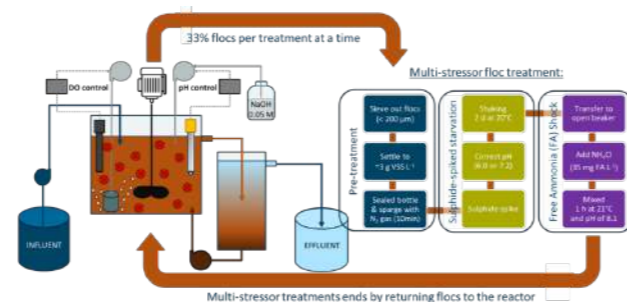 33% flocs per treatment at a time
Multi-stressor floc treatment:
DO control
pH control
NaOH
0.05 M
INFLUENT
EFFLUENT
Pre-treatment
Sieve out flocs
(< 200 µm)
Settle to
~3 g VSS L⁻¹
Sealed bottle
& sparge with
N₂ gas (10min)
Sulphide-spiked starvation
Shaking
2 d at 20°C
Correct pH
(6.8 or 7.2)
Sulphide spike
Free Ammonia (FA) Shock
Transfer to
open beaker
Add
(35 mg FA L⁻¹)
Mixed
1 h at 21°C
and pH of 8.1
Multi-stressor treatments ends by returning flocs to the reactor